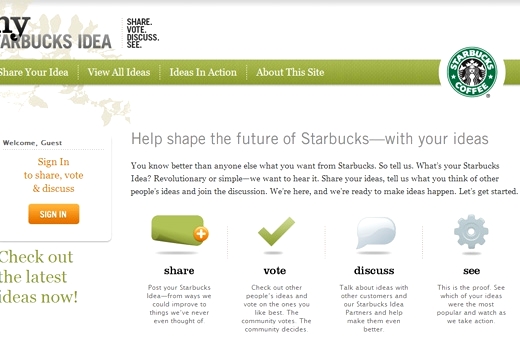 my
STARBUCKS IDEA
SHARE.
VOTE.
DISCUSS.
SEE.
Share Your Idea
View All Ideas
Ideas In Action
About This Site
STARBUCKS
COFFEE
Welcome, Guest
Sign In
to share, vote
& discuss
SIGN IN
Check out
the latest
ideas now!
Help shape the future of Starbucks—with your ideas
You know better than anyone else what you want from Starbucks. So tell us. What's your Starbucks
Idea? Revolutionary or simple—we want to hear it. Share your ideas, tell us what you think of other
people's ideas and join the discussion. We're here, and we're ready to make ideas happen. Let's get started.
share
Post your Starbucks
Idea—from ways we
could improve to
things we've never
even thought of
vote
Check out other
people's ideas and
vote on the ones you
like best. The
community votes. The
community decides.
discuss
Talk about ideas with
other customers and
our Starbucks Idea
Partners and help
make them even
better.
see
This is the proof. See
which of your ideas
were the most
popular and watch as
we take action.